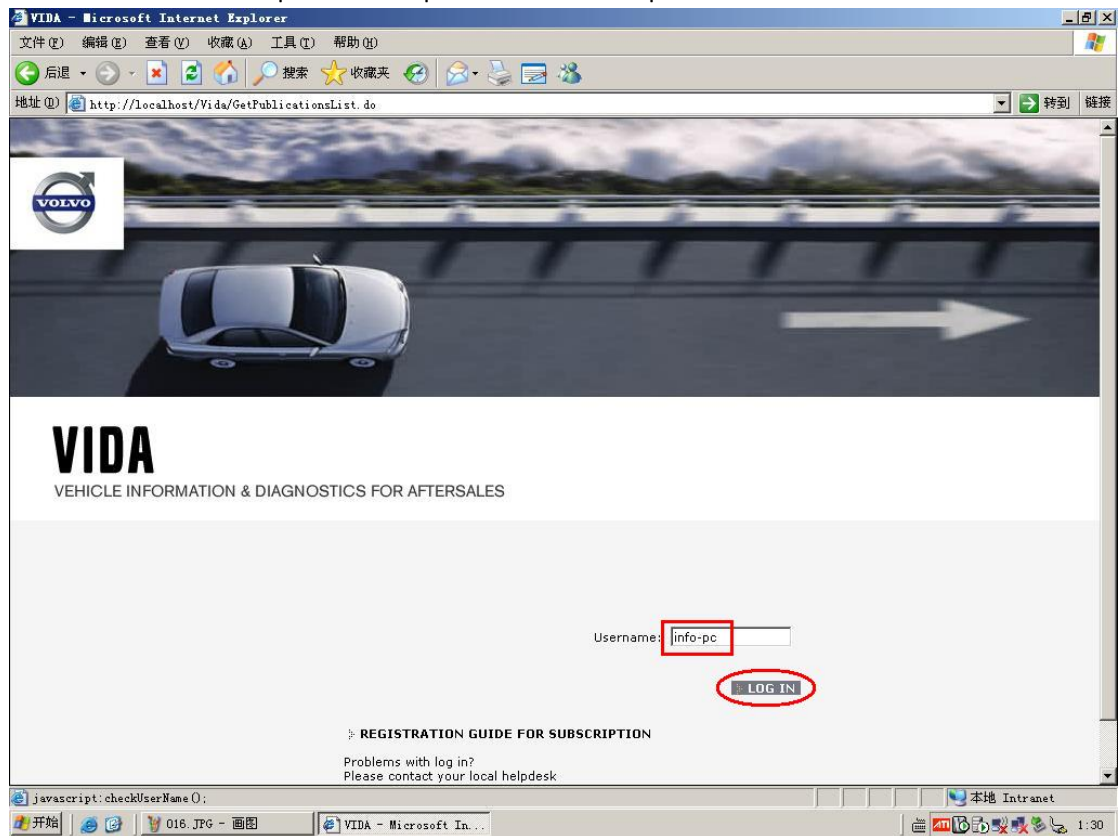 VIDA - Microsoft Internet Explorer
文件(F) 编辑(E) 查看(V) 收藏(A) 工具(T) 帮助(H)
后退 搜索 收藏夹
地址(D) http://localhost/Vida/GetPublicationsList.do 转到 链接
VOLVO
VIDA
VEHICLE INFORMATION & DIAGNOSTICS FOR AFTERSALES
Username: info-pc
LOG IN
REGISTRATION GUIDE FOR SUBSCRIPTION
Problems with log in?
Please contact your local helpdesk
javascript:checkUserName(); 本地 Intranet
开始 016.JPG - 画图 VIDA - Microsoft In... ATI 1:30